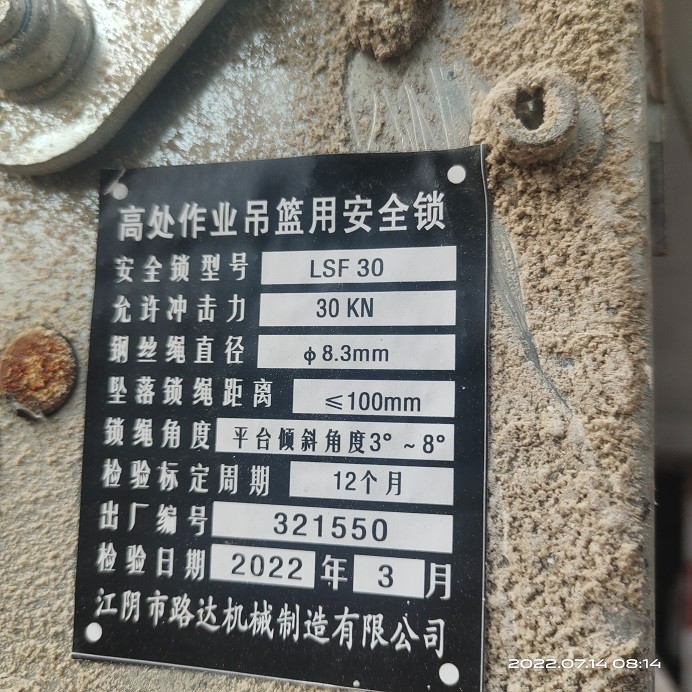 高处作业吊篮用安全锁
安全锁型号 LSF 30
允许冲击力 30 KN
钢丝绳直径 ϕ8.3mm
坠落锁绳距离 ≤100mm
锁绳角度 平台倾斜角度3°~8°
检验标定周期 12个月
出厂编号 321550
检验日期 2022 年 3 月
江阴市路达机械制造有限公司
2022.07.14 08:14